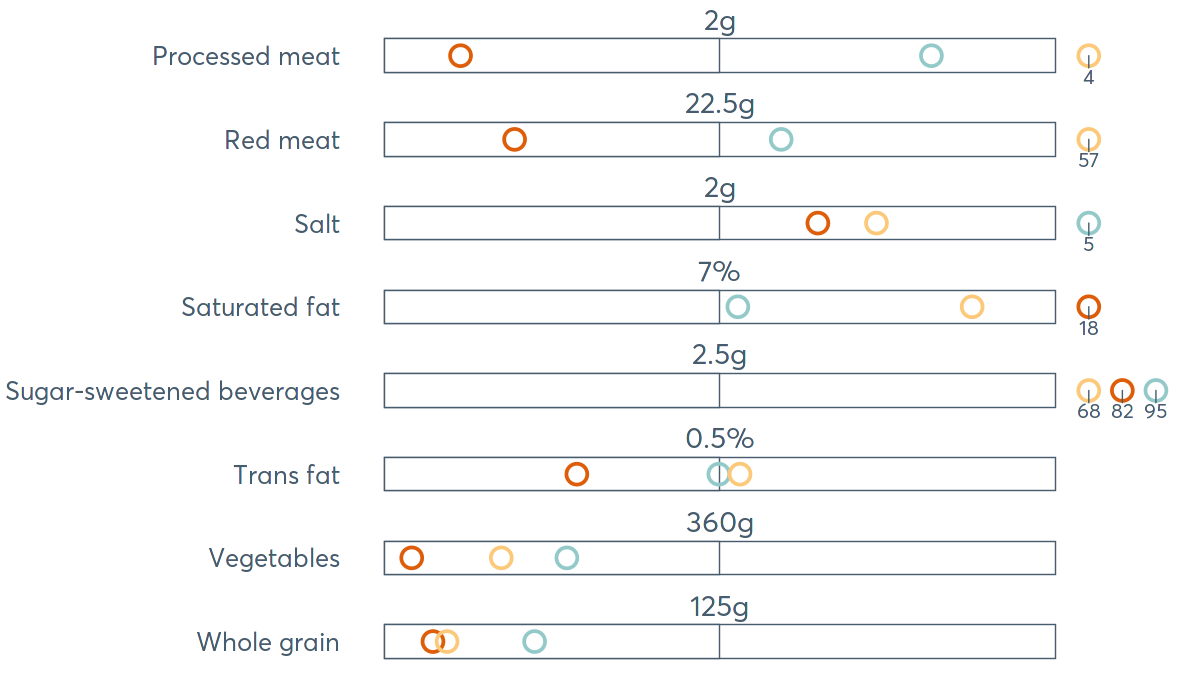 2g
Processed meat
4
22.5g
Red meat
57
2g
Salt
5
7%
Saturated fat
18
2.5g
Sugar-sweetened beverages
68 82 95
0.5%
Trans fat
360g
Vegetables
125g
Whole grain